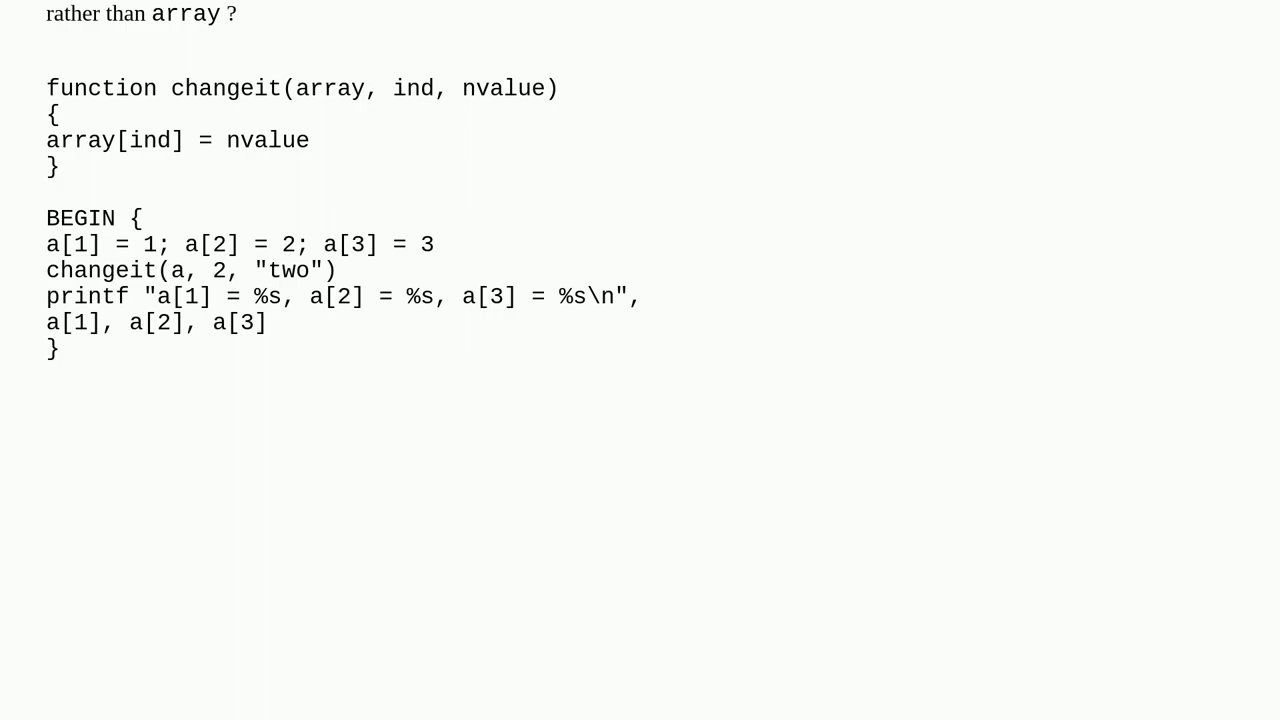 rather than array ?
function changeit(array, ind, nvalue)
{
array[ind] = nvalue
}
BEGIN {
a[1] = 1; a[2] = 2; a[3] = 3
changeit(a, 2, "two")
printf "a[1] = %s, a[2] = %s, a[3] = %s\n",
a[1], a[2], a[3]
}